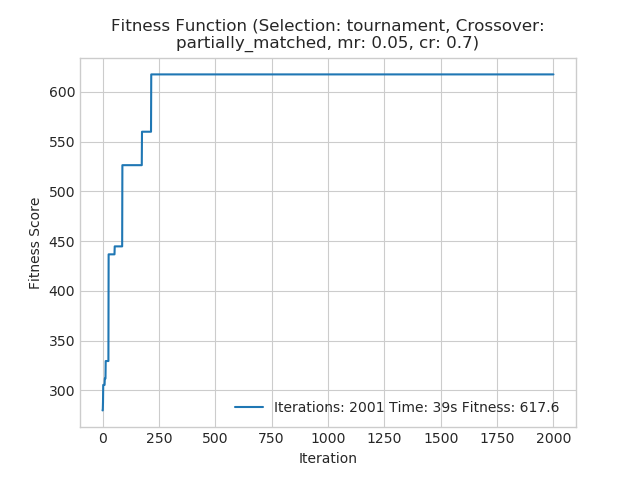 Fitness Function (Selection: tournament, Crossover:
partially_matched, mr: 0.05, cr: 0.7)
600
550
500
450
400
350
300
Fitness Score
Iterations: 2001 Time: 39s Fitness: 617.6
0 250 500 750 1000 1250 1500 1750 2000
Iteration